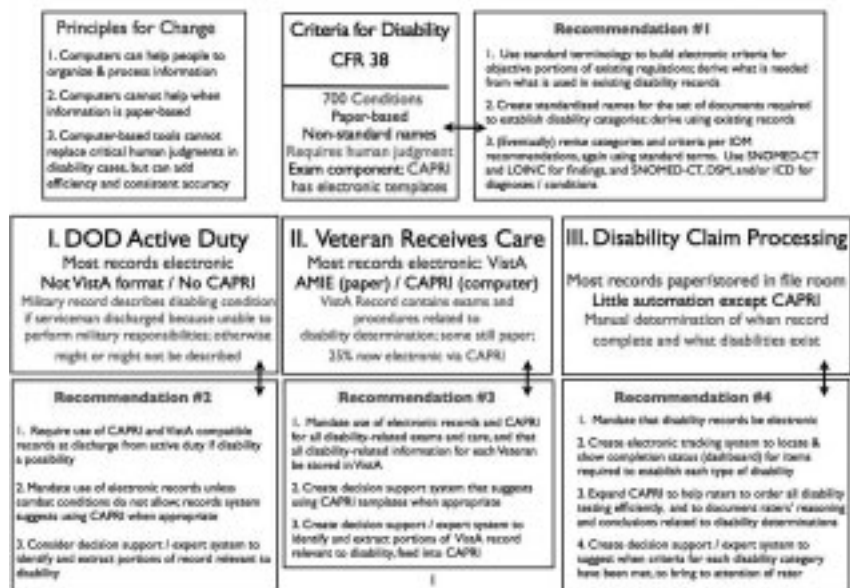 Principles for Change
1. Computers can help people to
organize & process information
2. Computers cannot help when
information is paper-based
3. Computer-based tools cannot
replace critical human judgments in
disability cases, but can add
efficiency and consistent accuracy
Criteria for Disability
CFR 38
700 Conditions
Paper-based
Non-standard names
Requires human judgment
Exam component: CAPRI
has electronic templates
Recommendation #1
1. Use standard terminology to build electronic criteria for
objective portions of existing regulations; derive what is needed
from what is used in existing disability records
2. Create standardized names for the set of documents required
to establish disability categories; derive using existing records
3. (Eventually) revise categories and criteria per IOM
recommendations, again using standard terms. Use SNOMED-CT
and LOINC for findings, and SNOMED-CT, DSM, and/or ICD for
diagnoses / conditions
I. DOD Active Duty
Most records electronic
Not VistA format / No CAPRI
Military record describes disabling condition
if serviceman discharged because unable to
perform military responsibilities; otherwise
might or might not be described
II. Veteran Receives Care
Most records electronic: VistA
AMIE (paper) / CAPRI (computer)
VistA Record contains exams and
procedures related to
disability determination; some still paper;
25% now electronic via CAPRI
III. Disability Claim Processing
Most records paper/stored in file room
Little automation except CAPRI
Manual determination of when record
complete and what disabilities exist
Recommendation #2
1. Require use of CAPRI and VistA compatible
records at discharge from active duty if disability
a possibility
2. Mandate use of electronic records unless
combat conditions do not allow; records system
suggests using CAPRI when appropriate
3. Consider decision support / expert system to
identify and extract portions of record relevant to
disability
Recommendation #3
1. Mandate use of electronic records and CAPRI
for all disability-related exams and care, and that
all disability-related information for each Veteran
be stored in VistA
2. Create decision support system that suggests
using CAPRI templates when appropriate
3. Create decision support / expert system to
identify and extract portions of VistA record
relevant to disability, feed into CAPRI
Recommendation #4
1. Mandate that disability records be electronic
2. Create electronic tracking system to locate &
show completion status (dashboard) for items
required to establish each type of disability
3. Expand CAPRI to help raters to order all disability
testing efficiently, and to document raters' reasoning
and conclusions related to disability determinations
4. Create decision support / expert system to
suggest when criteria for each disability category
have been met, to bring to attention of rater
1